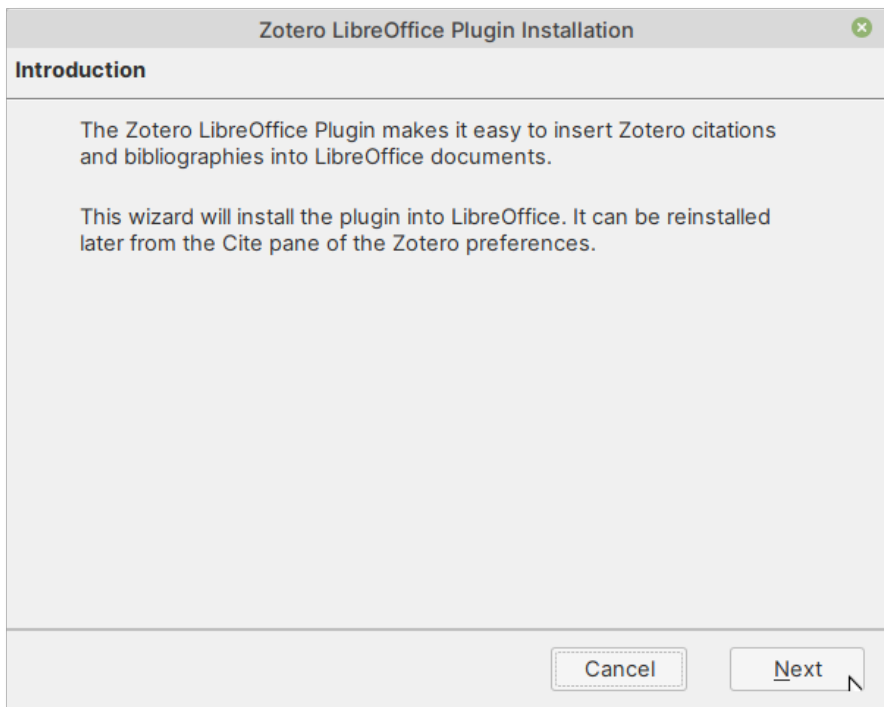 Zotero LibreOffice Plugin Installation
Introduction
The Zotero LibreOffice Plugin makes it easy to insert Zotero citations
and bibliographies into LibreOffice documents.
This wizard will install the plugin into LibreOffice. It can be reinstalled
later from the Cite pane of the Zotero preferences.
Cancel
Next